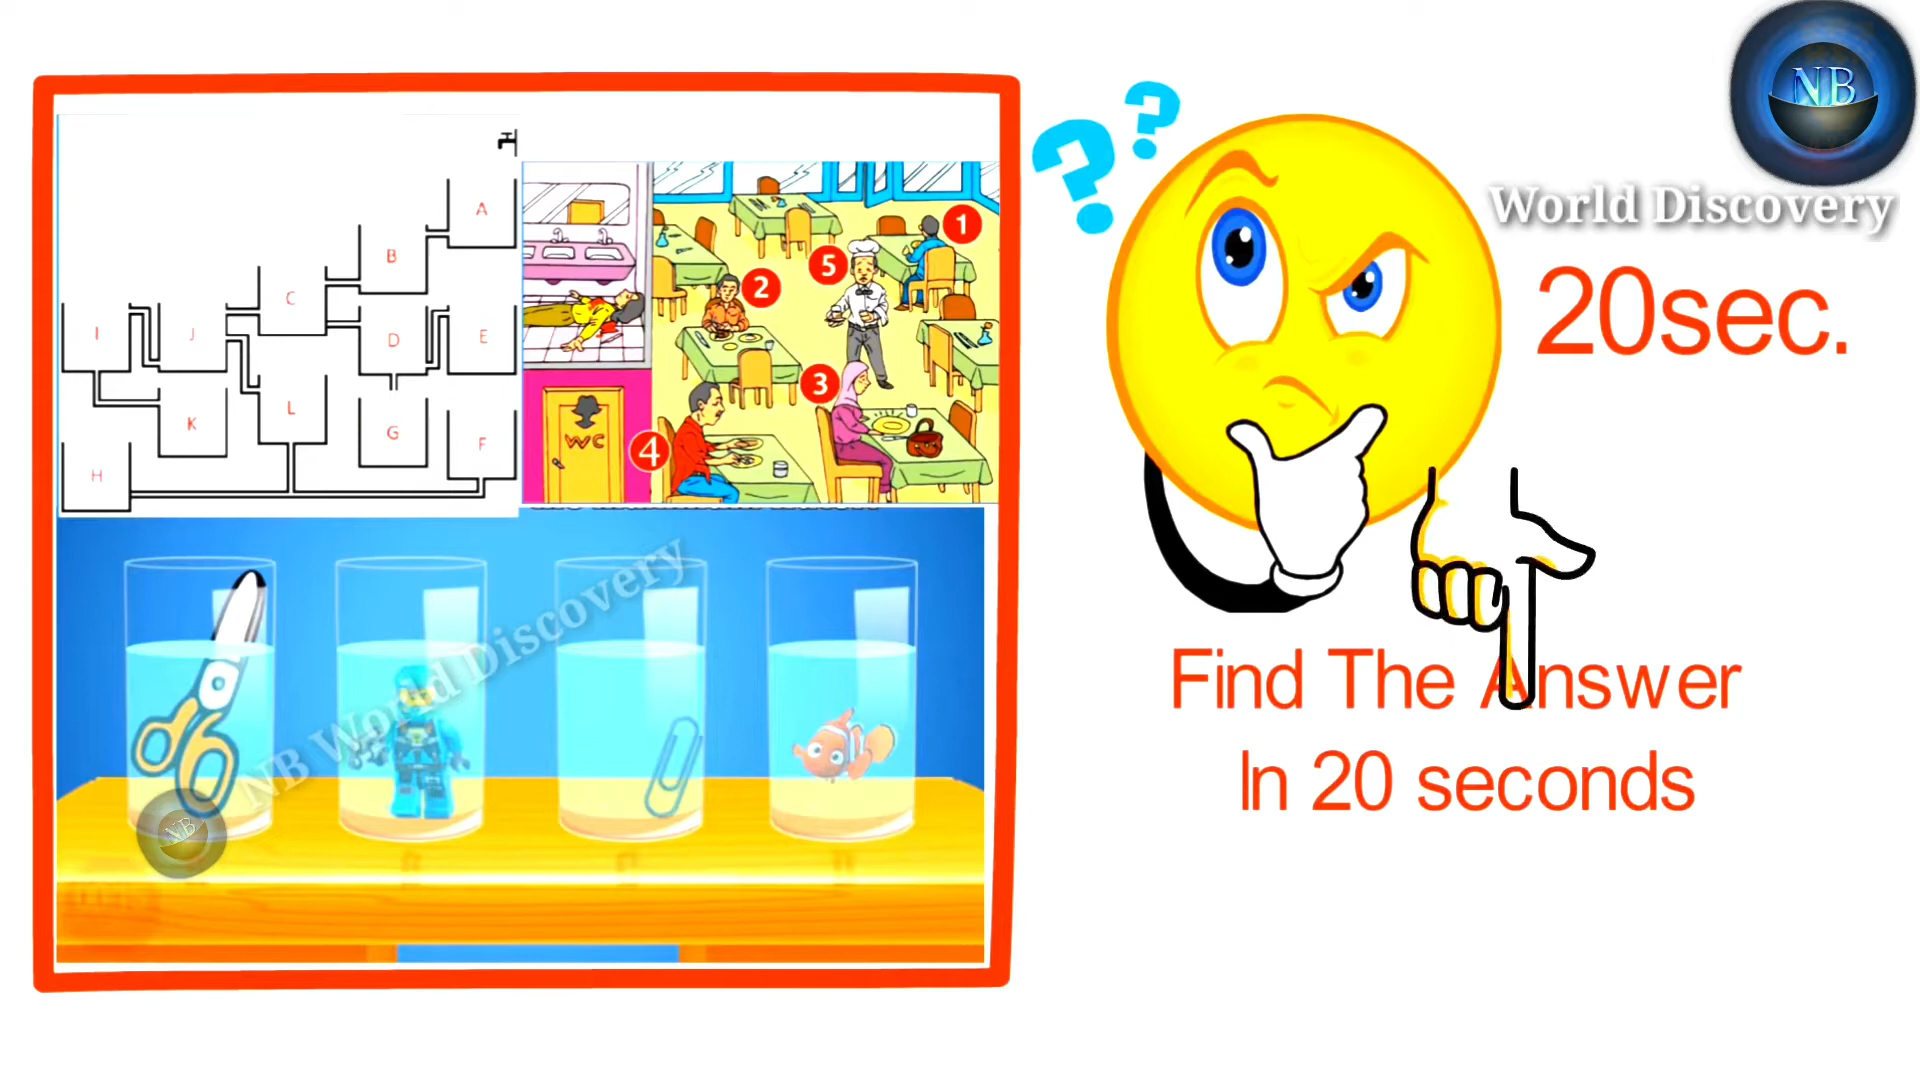 NB
World Discovery
20sec.
A
B
C
I
J
D
E
L
K
G
F
H
1
2
5
3
4
WC
NB World Discovery
NB
Find The Answer
In 20 seconds